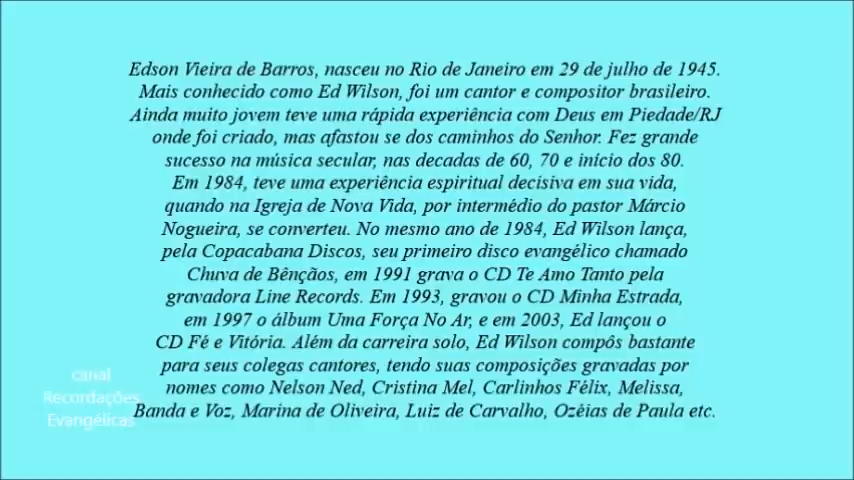 Edson Vieira de Barros, nasceu no Rio de Janeiro em 29 de julho de 1945.
Mais conhecido como Ed Wilson, foi um cantor e compositor brasileiro.
Ainda muito jovem teve uma rápida experiência com Deus em Piedade/RJ
onde foi criado, mas afastou se dos caminhos do Senhor. Fez grande
sucesso na música secular, nas decadas de 60, 70 e início dos 80.
Em 1984, teve uma experiência espiritual decisiva em sua vida,
quando na Igreja de Nova Vida, por intermédio do pastor Márcio
Nogueira, se converteu. No mesmo ano de 1984, Ed Wilson lança,
pela Copacabana Discos, seu primeiro disco evangélico chamado
Chuva de Bênçãos, em 1991 grava o CD Te Amo Tanto pela
gravadora Line Records. Em 1993, gravou o CD Minha Estrada,
em 1997 o álbum Uma Força No Ar, e em 2003, Ed lançou o
CD Fé e Vitória. Além da carreira solo, Ed Wilson compôs bastante
para seus colegas cantores, tendo suas composições gravadas por
nomes como Nelson Ned, Cristina Mel, Carlinhos Félix, Melissa,
Banda e Voz, Marina de Oliveira, Luiz de Carvalho, Ozéias de Paula etc.
canal
Recordações
Evangélicas